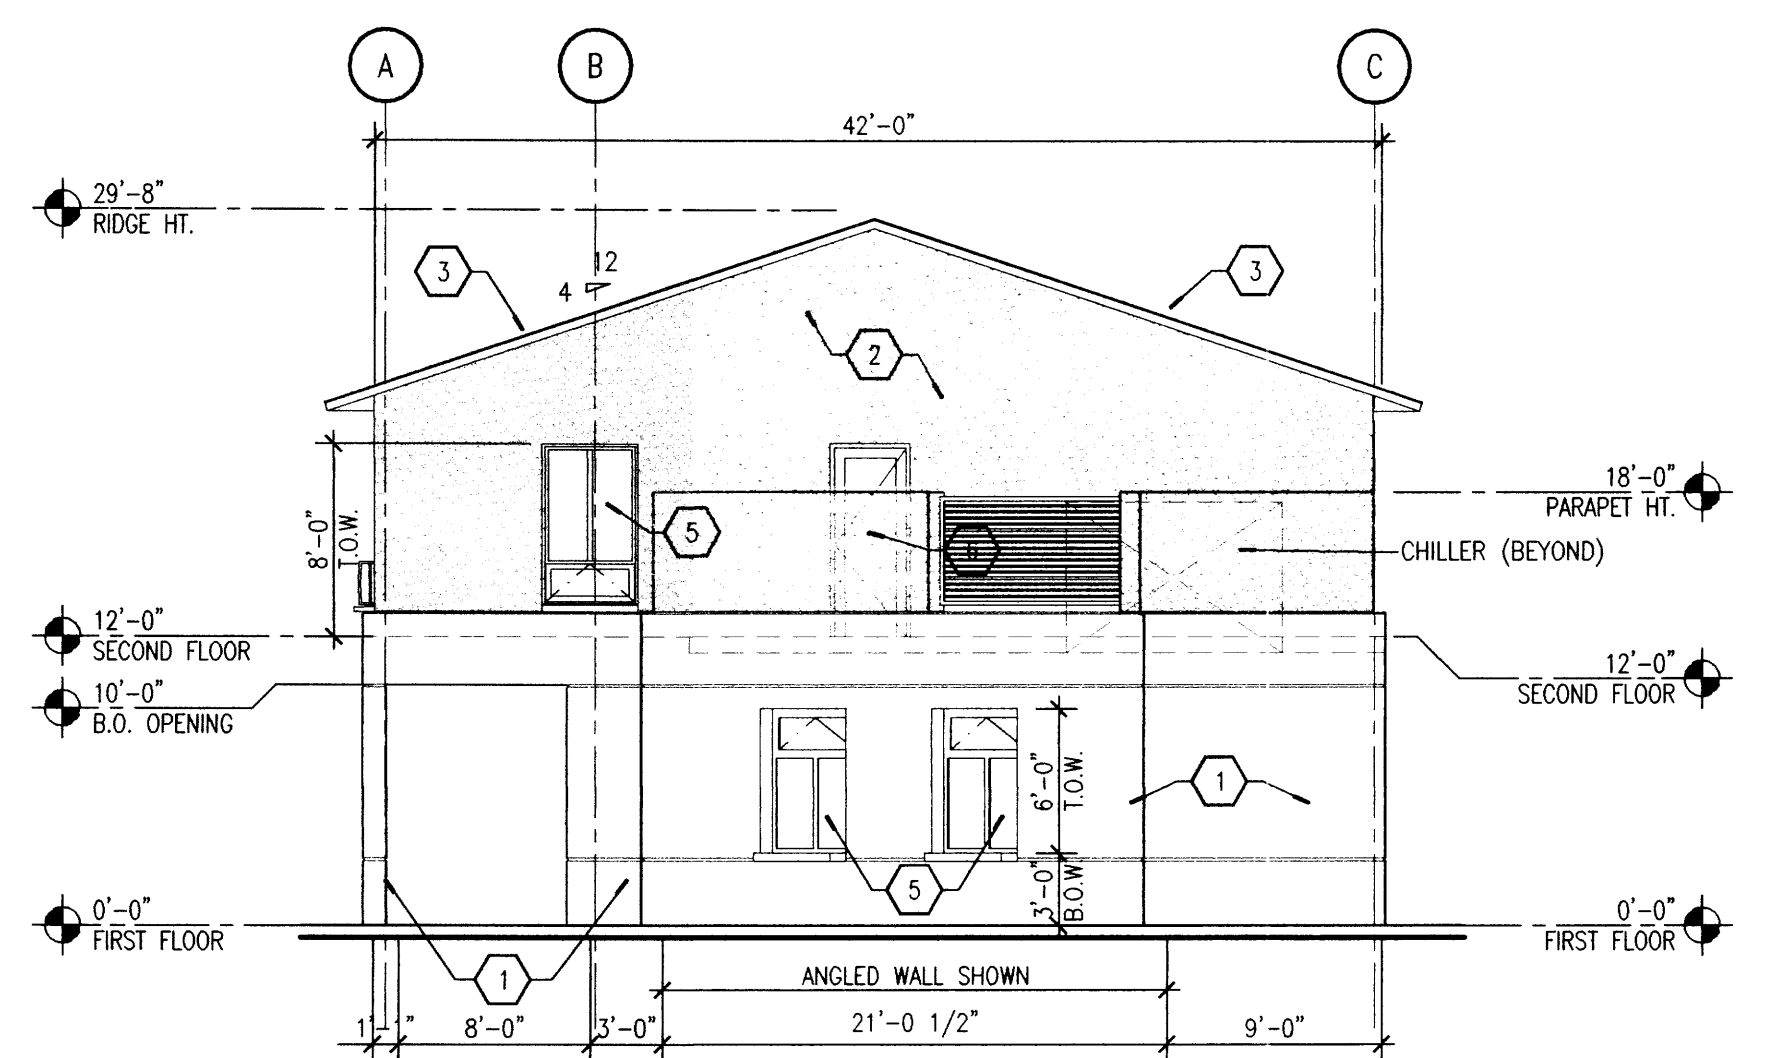 A
B
C
42'-0"
29'-8"
RIDGE HT.
3
12
4
3
2
8'-0"
T.O.W.
5
6
18'-0"
PARAPET HT.
CHILLER (BEYOND)
12'-0"
SECOND FLOOR
10'-0"
B.O. OPENING
12'-0"
SECOND FLOOR
6'-0"
T.O.W.
1
5
3'-0"
B.O.W.
0'-0"
FIRST FLOOR
0'-0"
FIRST FLOOR
1
ANGLED WALL SHOWN
1'-1" 8'-0" 3'-0" 21'-0 1/2" 9'-0"